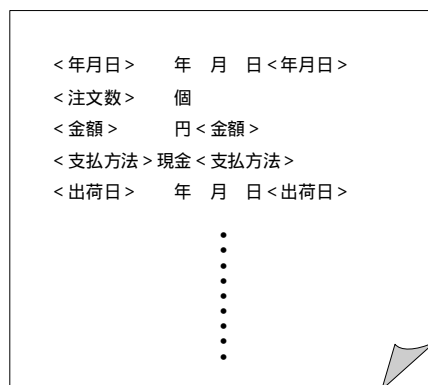 <年月日>　　年　月　日<年月日>
<注文数>　　個
<金額>　　　円<金額>
<支払方法>現金<支払方法>
<出荷日>　　年　月　日<出荷日>